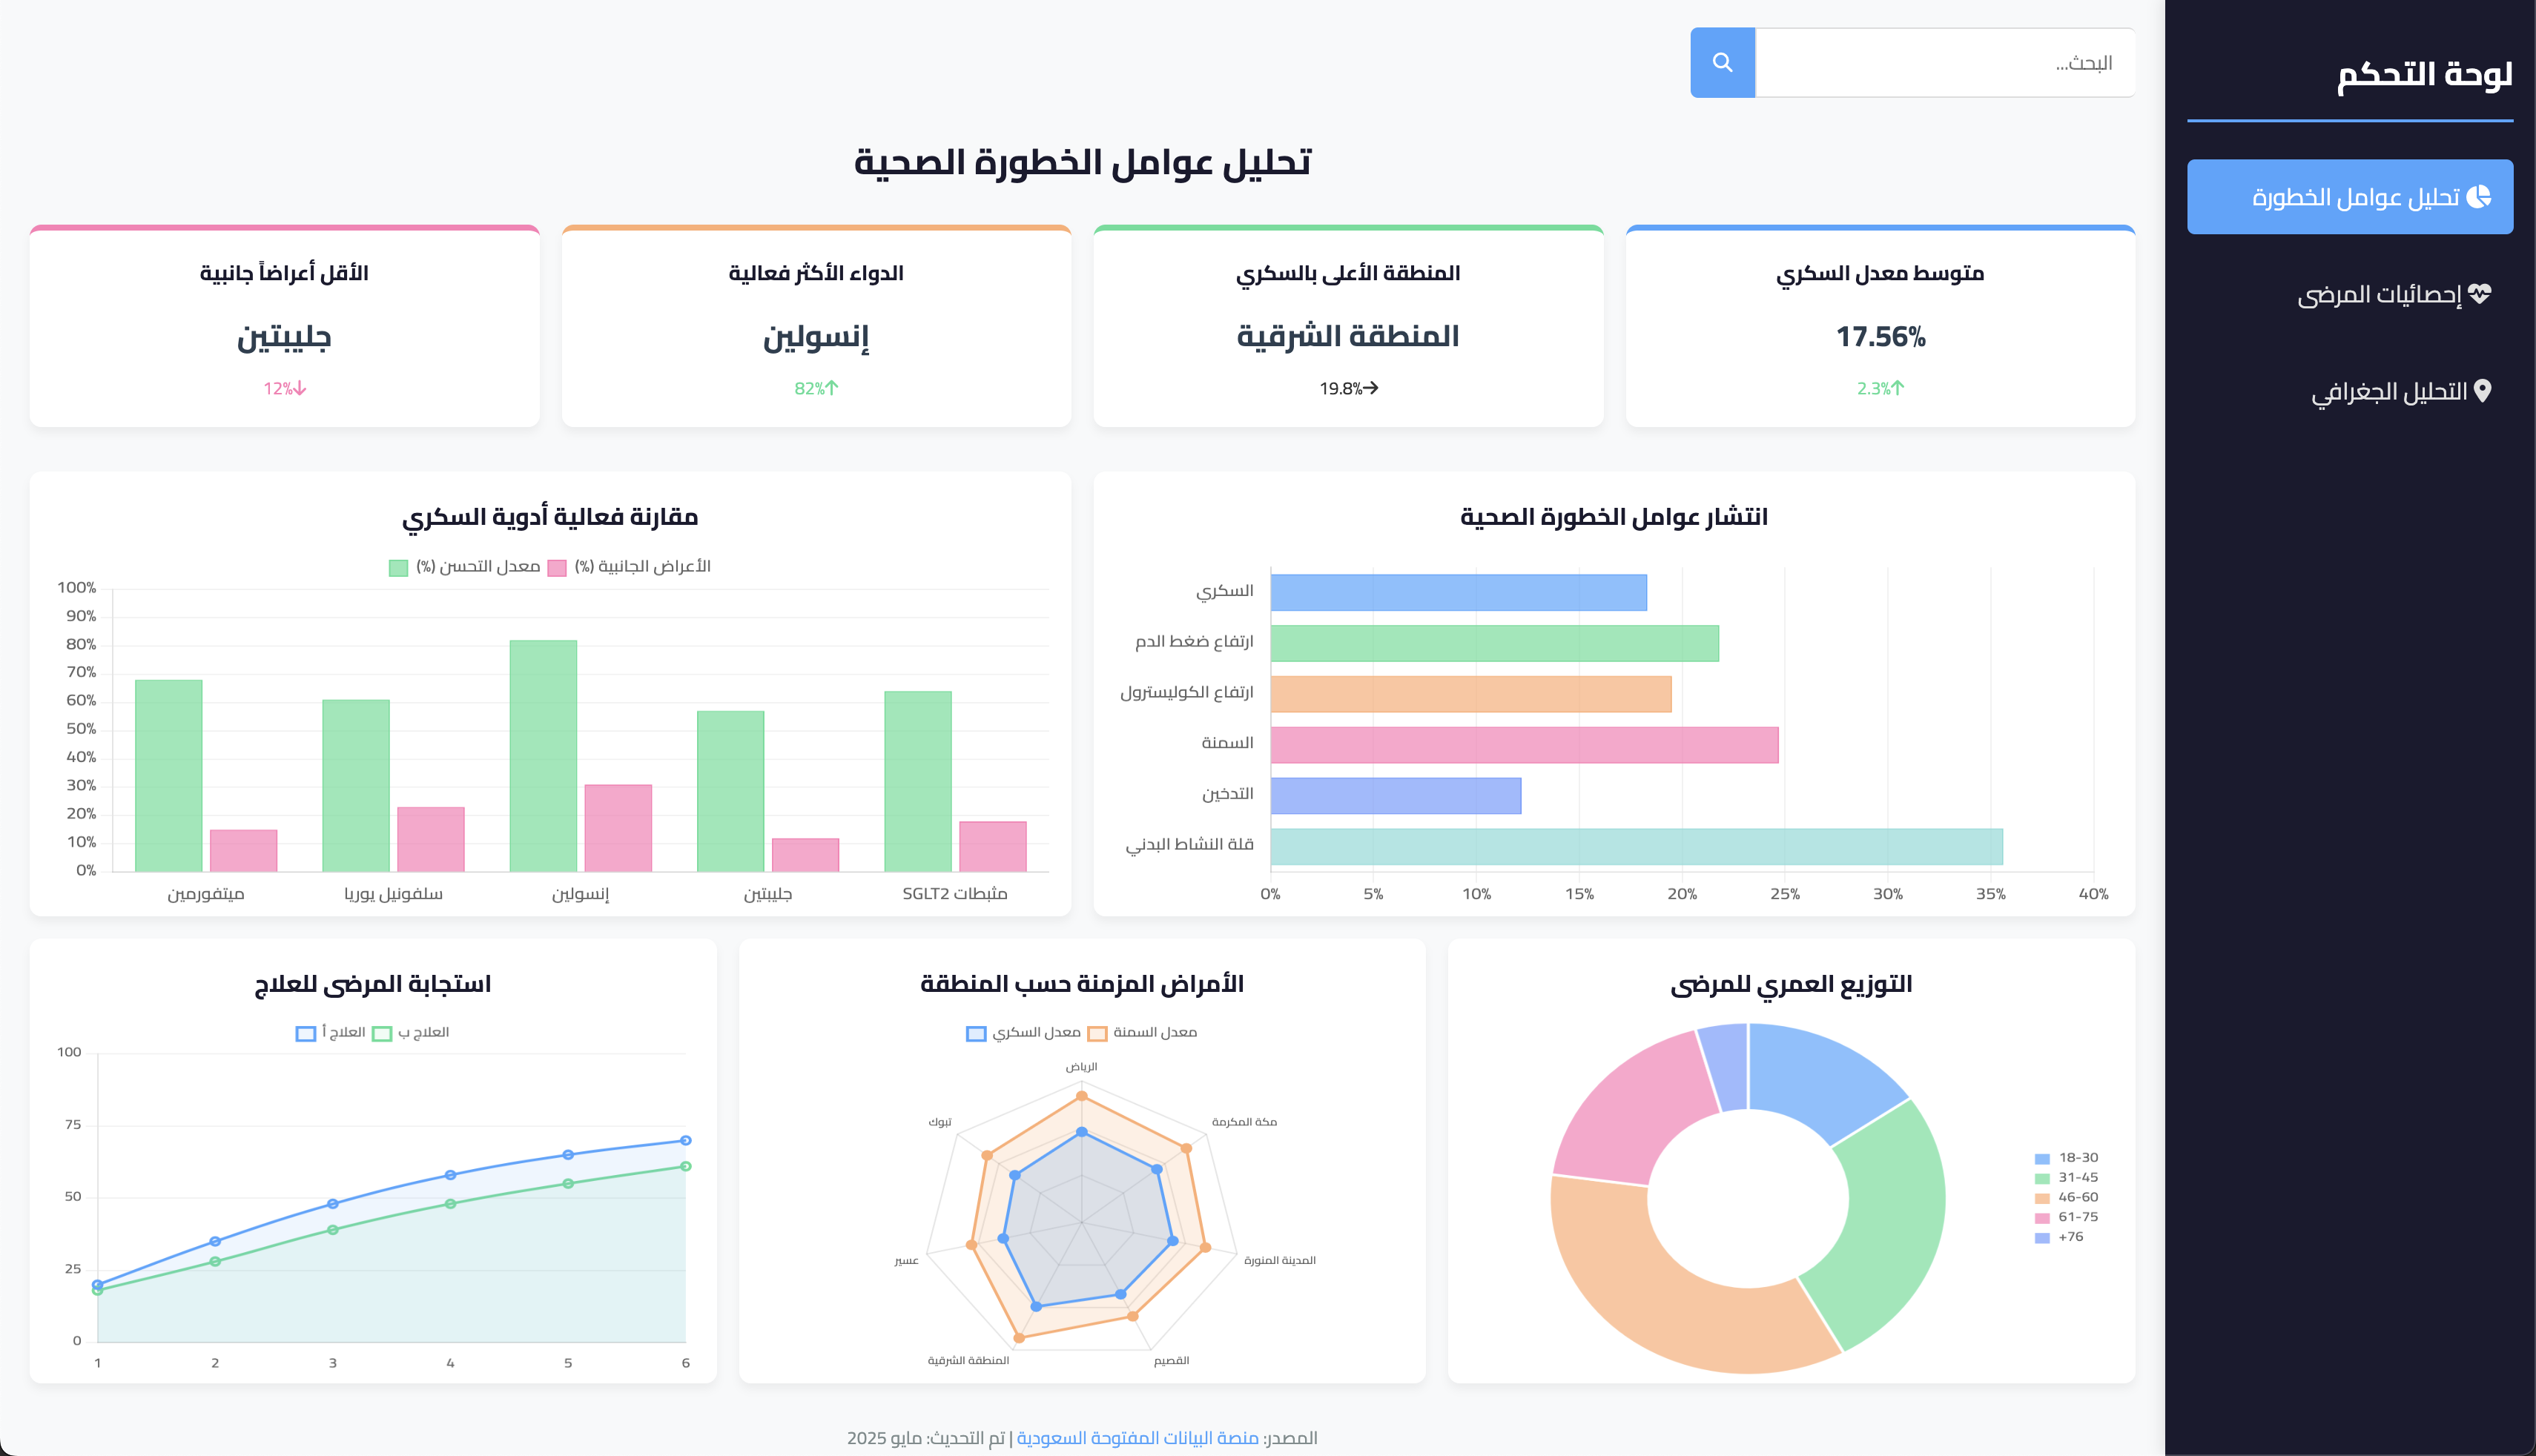 لوحة التحكم
تحليل عوامل الخطورة
إحصائيات المرضى
التحليل الجغرافي
البحث...
تحليل عوامل الخطورة الصحية
متوسط معدل السكري
17.56%
2.3%
المنطقة الأعلى بالسكري
المنطقة الشرقية
19.8%
الدواء الأكثر فعالية
إنسولين
82%
الأقل أعراضاً جانبية
جليبتين
12%
انتشار عوامل الخطورة الصحية
السكري
ارتفاع ضغط الدم
ارتفاع الكوليسترول
السمنة
التدخين
قلة النشاط البدني
0% 5% 10% 15% 20% 25% 30% 35% 40%
مقارنة فعالية أدوية السكري
معدل التحسن (%) الأعراض الجانبية (%)
100%
90%
80%
70%
60%
50%
40%
30%
20%
10%
0%
ميتفورمين سلفونيل يوريا إنسولين جليبتين مثبطات SGLT2
التوزيع العمري للمرضى
18-30
31-45
46-60
61-75
+76
الأمراض المزمنة حسب المنطقة
معدل السكري معدل السمنة
الرياض
مكة المكرمة
المدينة المنورة
القصيم
المنطقة الشرقية
عسير
تبوك
استجابة المرضى للعلاج
العلاج أ العلاج ب
100
75
50
25
0
1 2 3 4 5 6
المصدر: منصة البيانات المفتوحة السعودية | تم التحديث: مايو 2025